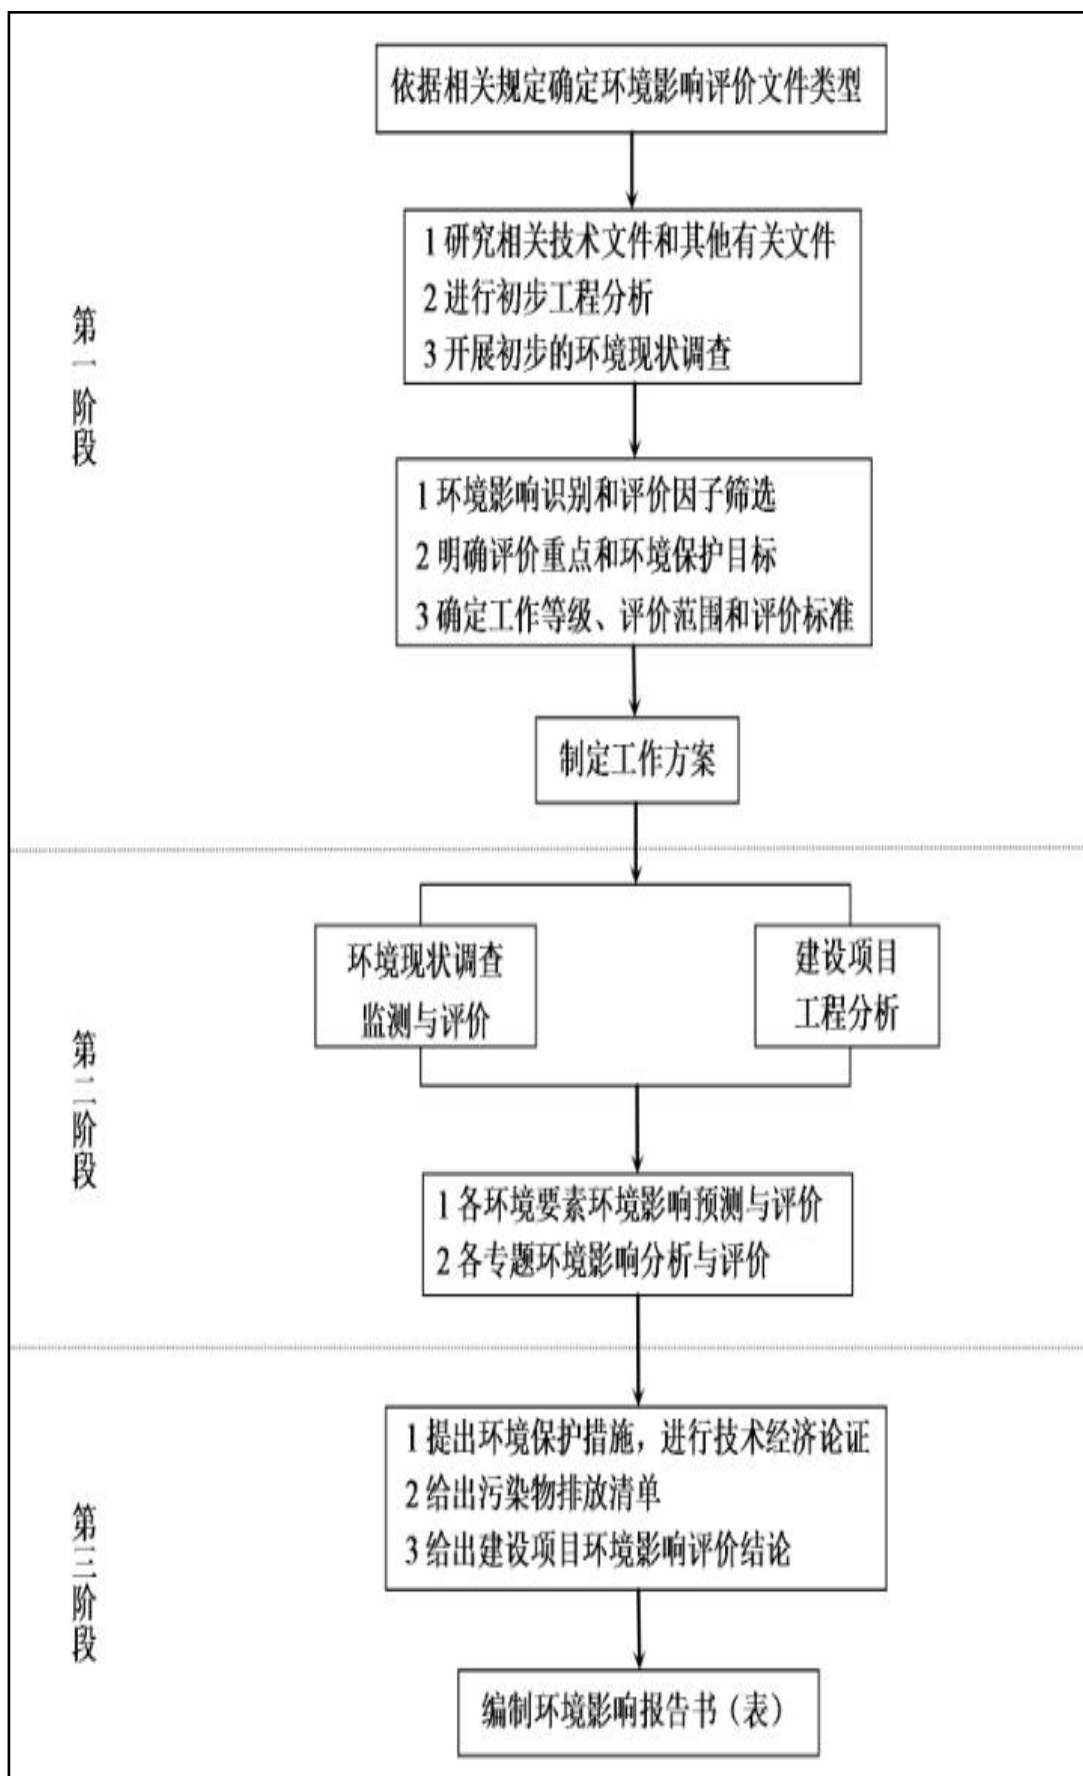 依据相关规定确定环境影响评价文件类型
1 研究相关技术文件和其他有关文件
2 进行初步工程分析
3 开展初步的环境现状调查
第一阶段
1 环境影响识别和评价因子筛选
2 明确评价重点和环境保护目标
3 确定工作等级、评价范围和评价标准
制定工作方案
环境现状调查
监测与评价
建设项目
工程分析
第二阶段
1 各环境要素环境影响预测与评价
2 各专题环境影响分析与评价
1 提出环境保护措施，进行技术经济论证
2 给出污染物排放清单
3 给出建设项目环境影响评价结论
第三阶段
编制环境影响报告书（表）